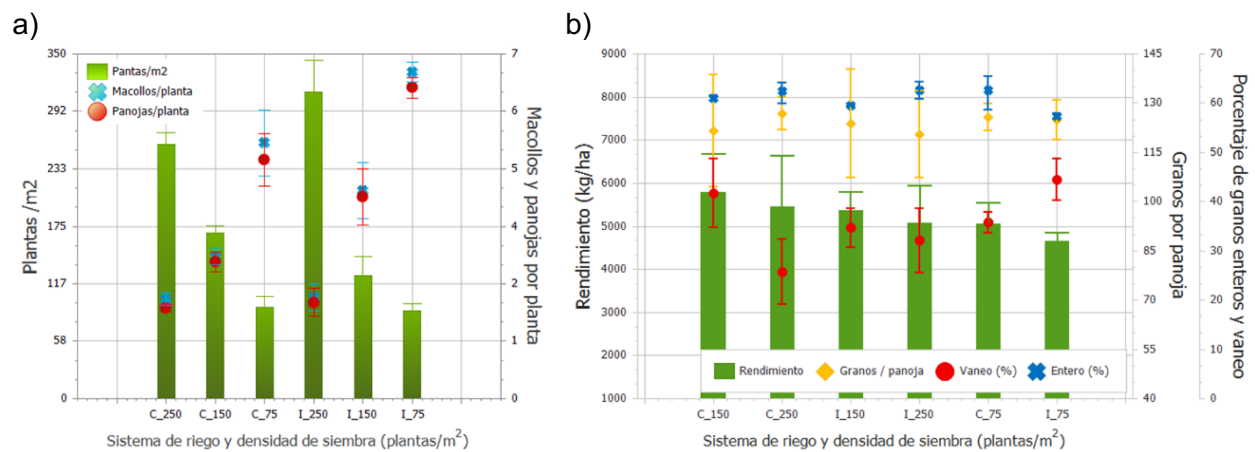 a)
350
292
233
175
117
58
0
Plantas /m2
Pantas/m2
Macollos/planta
Panojas/planta
7
6
5
4
2
1
0
Macollos y panojas por planta
C_250
C_150
C_75
I_250
I_150
I_75
Sistema de riego y densidad de siembra (plantas/m²)
b)
9000
8000
7000
6000
5000
4000
3000
2000
1000
Rendimiento (kg/ha)
Rendimiento
Granos / panoja
Vaneo (%)
Entero (%)
145
130
115
100
85
70
55
40
Granos por panoja
70
60
50
40
30
20
10
0
Porcentaje de granos enteros y vaneo
C_150
C_250
I_150
I_250
C_75
I_75
Sistema de riego y densidad de siembra (plantas/m²)